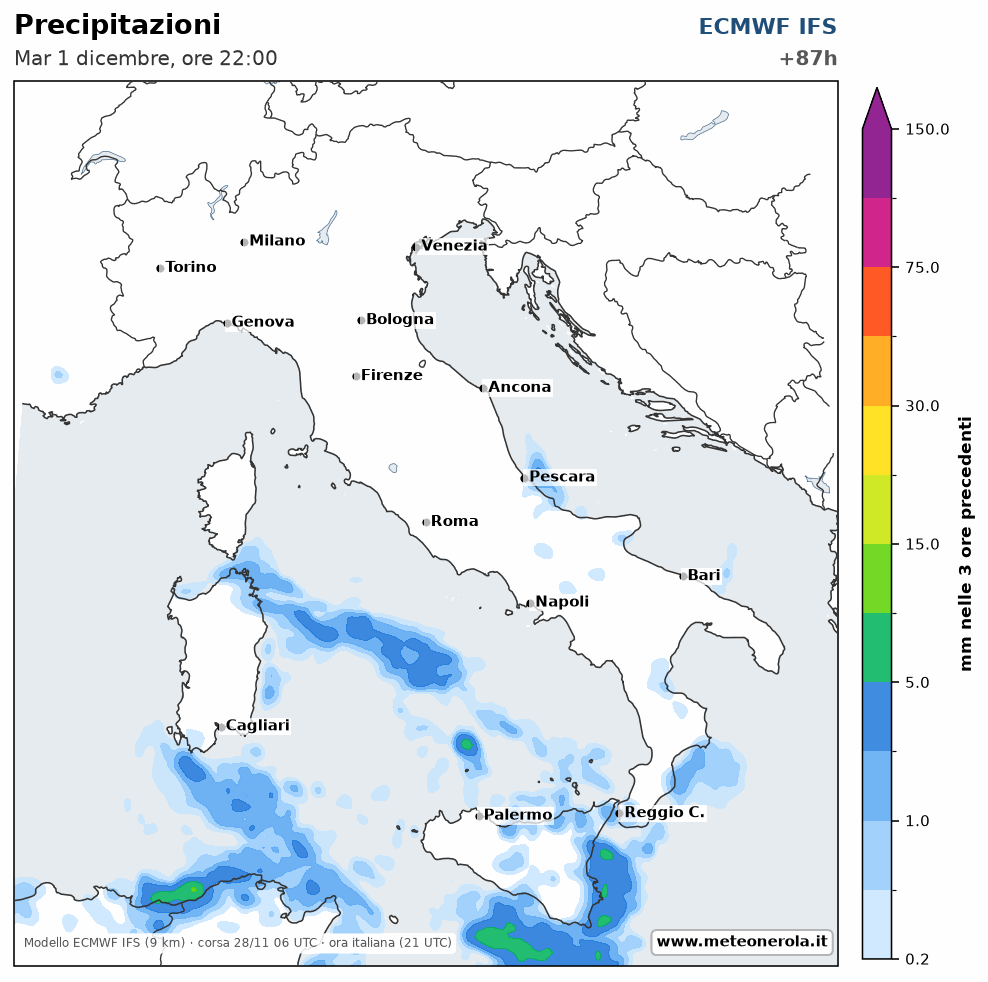 Precipitazioni
ECMWF IFS
Mar 1 dicembre, ore 22:00
+87h
150.0
75.0
30.0
15.0
5.0
1.0
0.2
mm nelle 3 ore precedenti
Milano
Venezia
Torino
Genova
Bologna
Firenze
Ancona
Pescara
Roma
Bari
Napoli
Cagliari
Palermo
Reggio C.
Modello ECMWF IFS (9 km) · corsa 28/11 06 UTC · ora italiana (21 UTC)
www.meteonerola.it